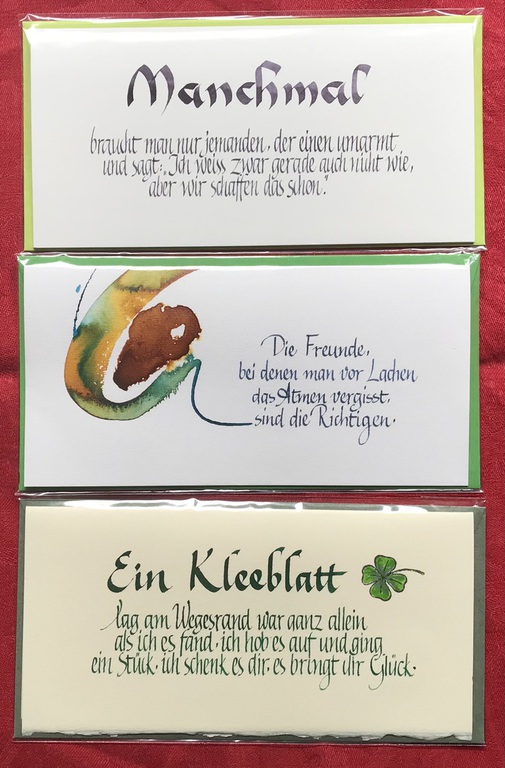 Manchmal
braucht man nur jemanden, der einen umarmt
und sagt: „Ich weiss zwar gerade auch nicht wie,
aber wir schaffen das schon."
Die Freunde,
bei denen man vor Lachen
das Atmen vergisst,
sind die Richtigen.
Ein Kleeblatt
lag am Wegesrand war ganz allein
als ich es fand · ich hob es auf und ging
ein Stück · ich schenk es dir · es bringt dir Glück ·